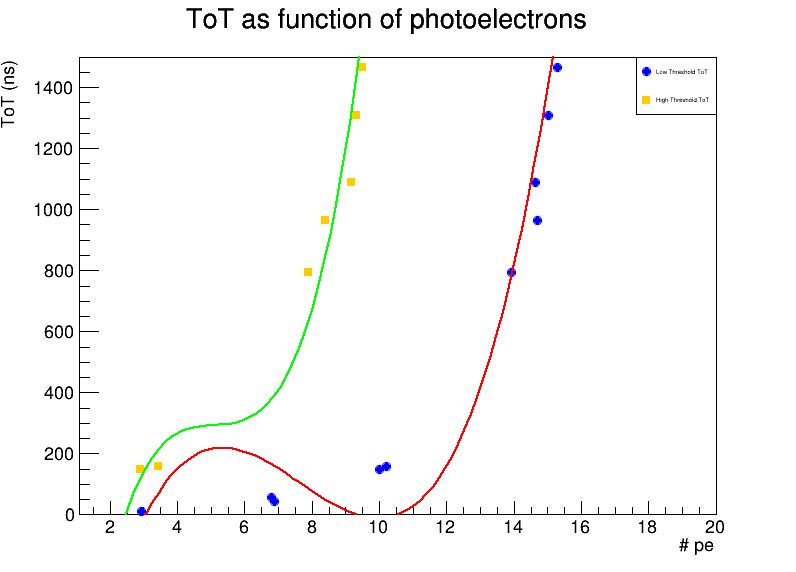 ToT as function of photoelectrons
ToT (ns)
1400
1200
1000
800
600
400
200
0
2 4 6 8 10 12 14 16 18 20
# pe
Low Threshold ToT
High Threshold ToT